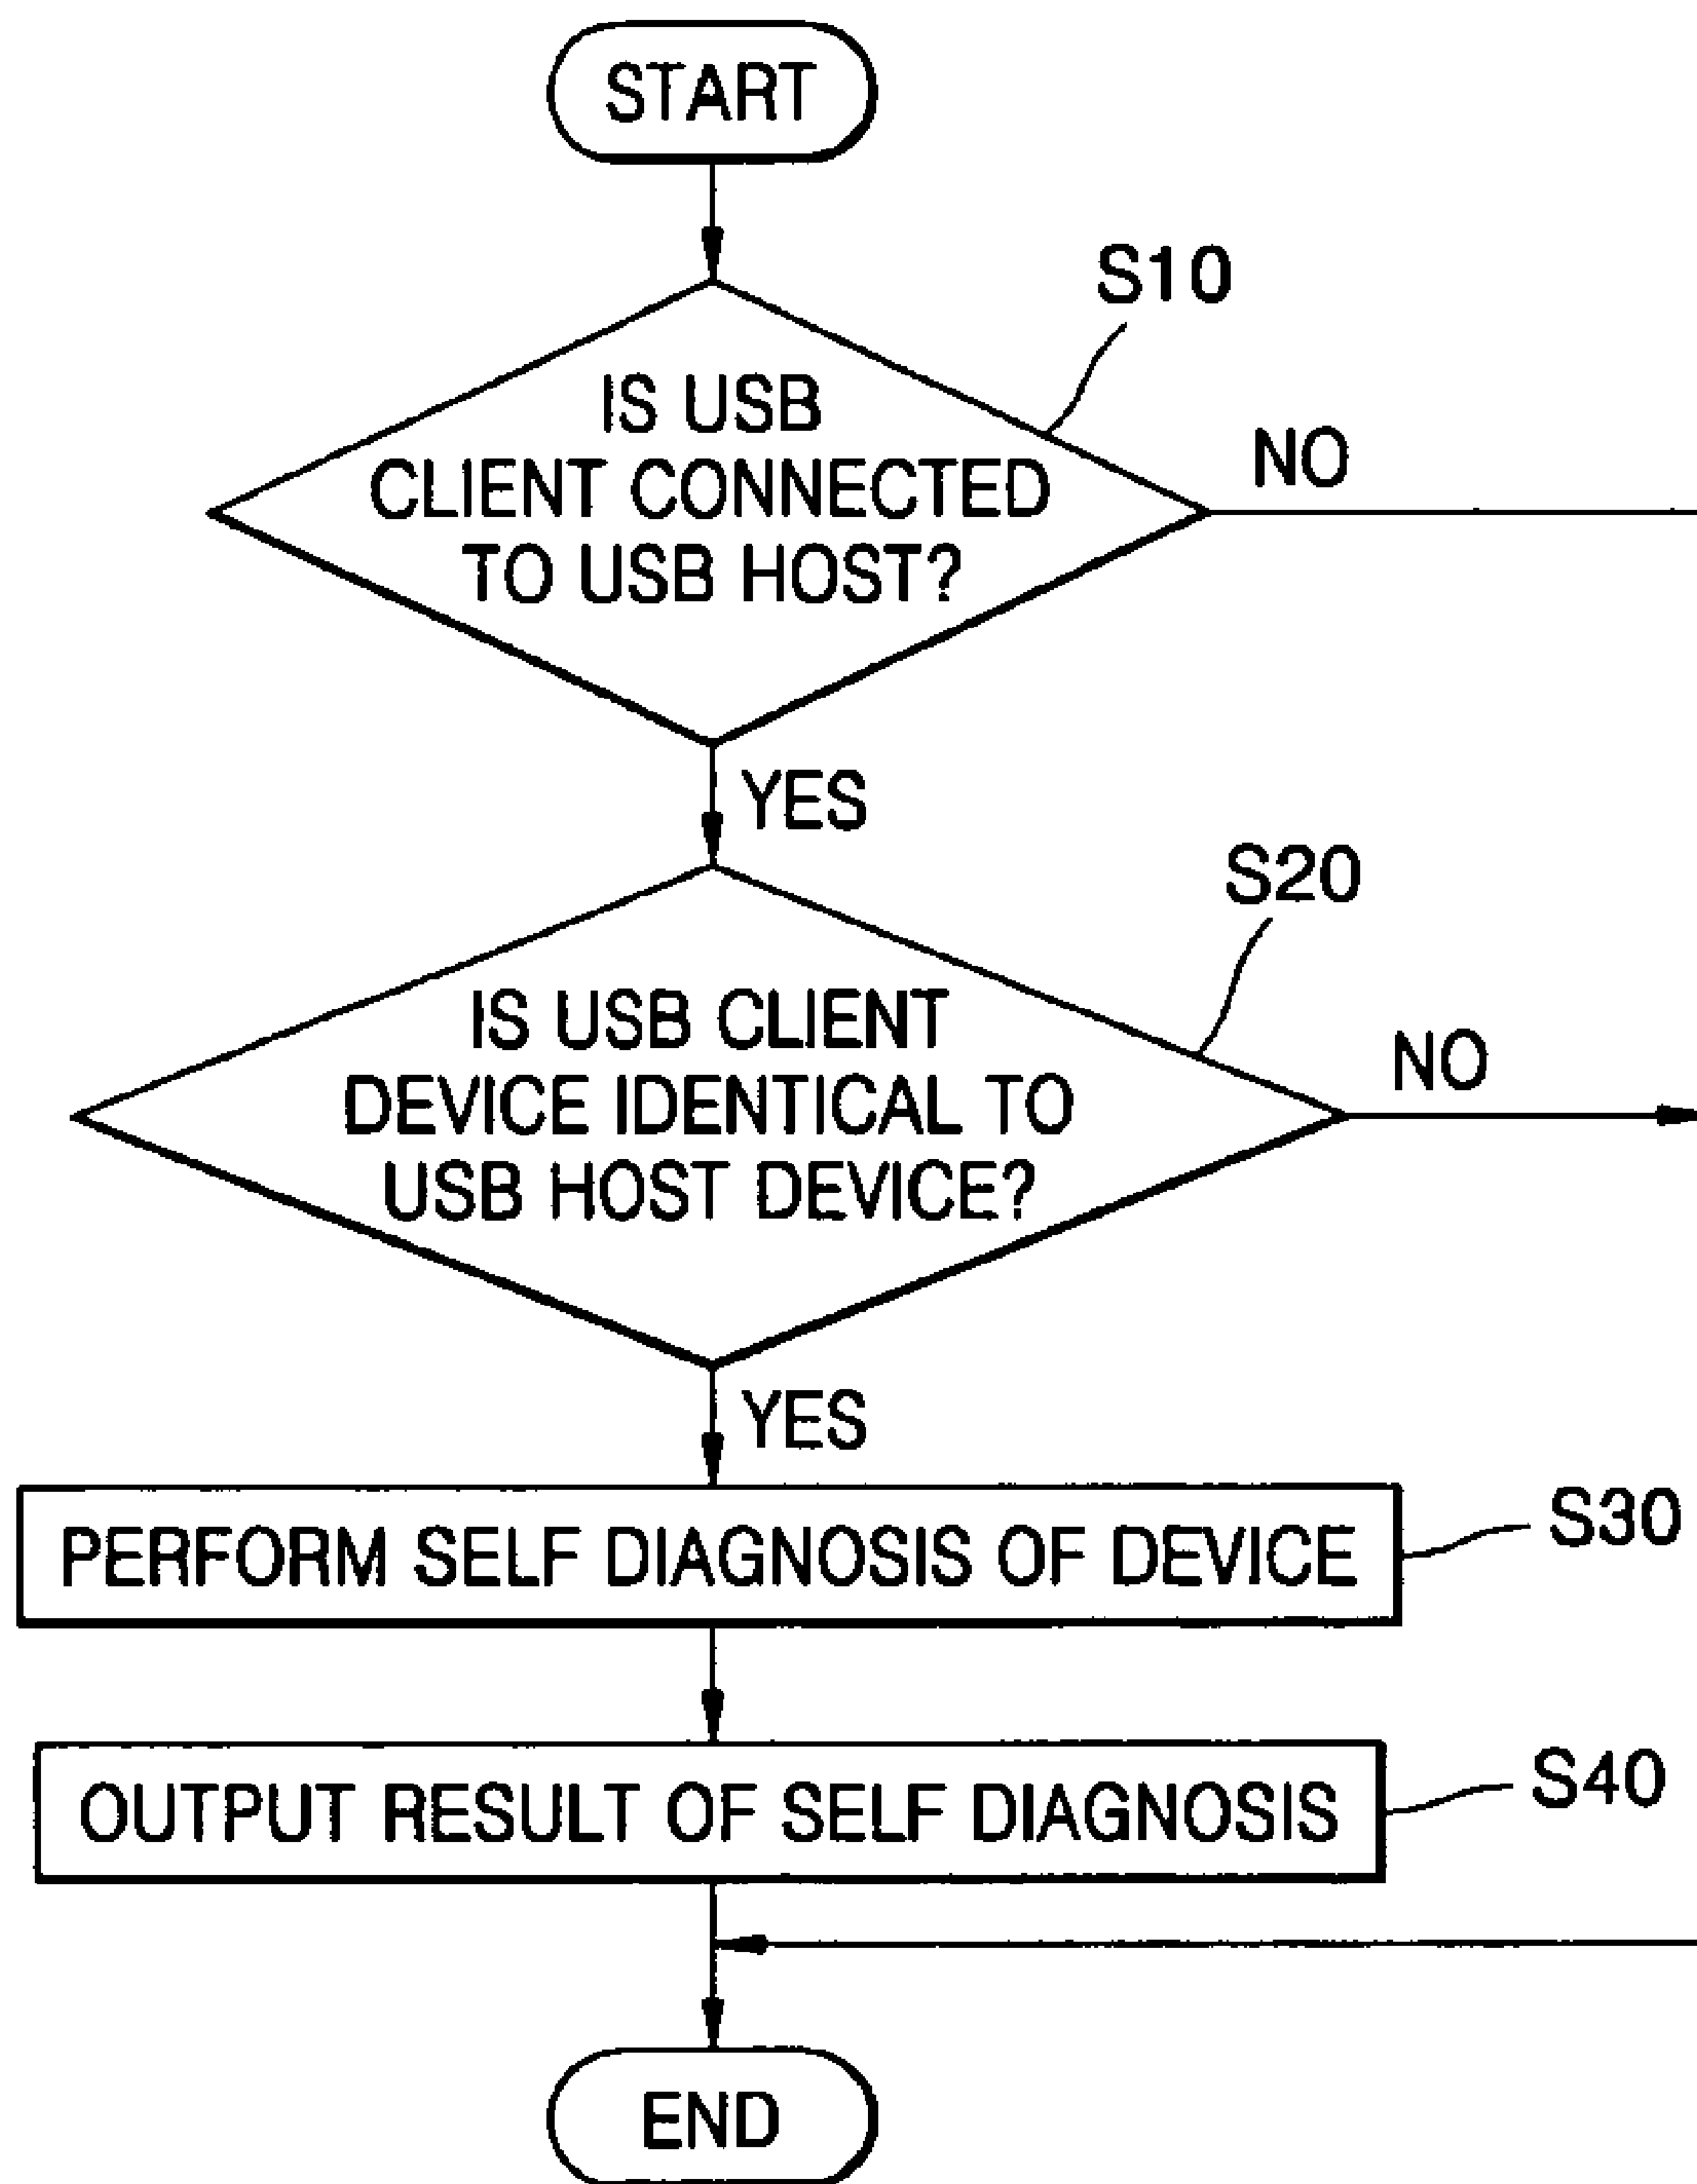 START
S10
IS USB
CLIENT CONNECTED
TO USB HOST?
NO
YES
S20
IS USB CLIENT
DEVICE IDENTICAL TO
USB HOST DEVICE?
NO
YES
PERFORM SELF DIAGNOSIS OF DEVICE
S30
OUTPUT RESULT OF SELF DIAGNOSIS
S40
END